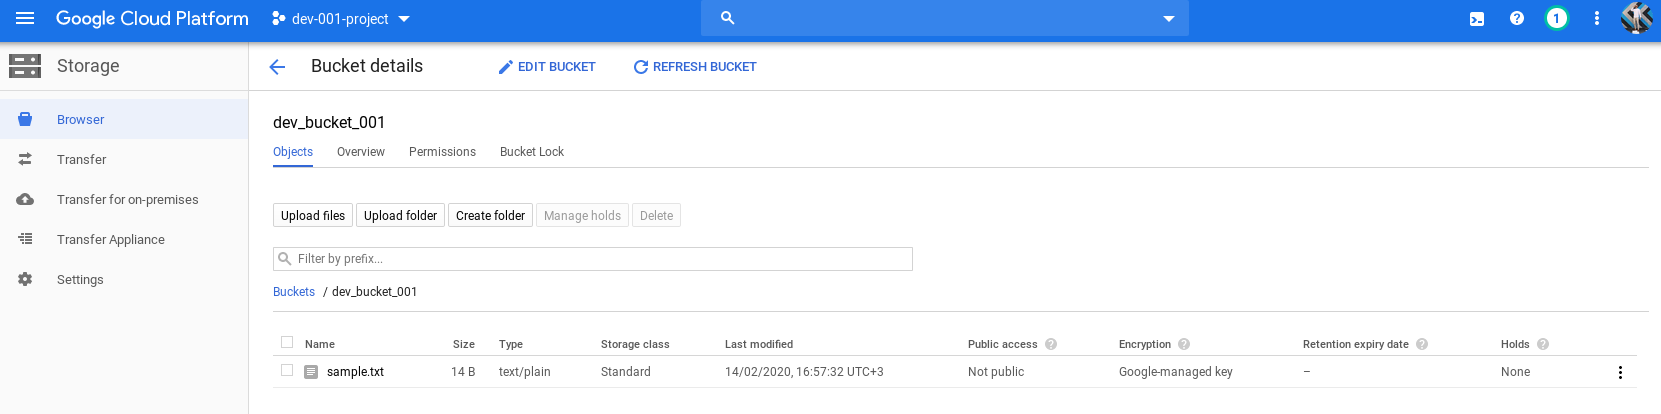 Google Cloud Platform dev-001-project 1
Storage Bucket details EDIT BUCKET REFRESH BUCKET
Browser
Transfer
Transfer for on-premises
Transfer Appliance
Settings
dev_bucket_001
Objects Overview Permissions Bucket Lock
Upload files Upload folder Create folder Manage holds Delete
Filter by prefix...
Buckets / dev_bucket_001
Name Size Type Storage class Last modified Public access Encryption Retention expiry date Holds
sample.txt 14 B text/plain Standard 14/02/2020, 16:57:32 UTC+3 Not public Google-managed key – None